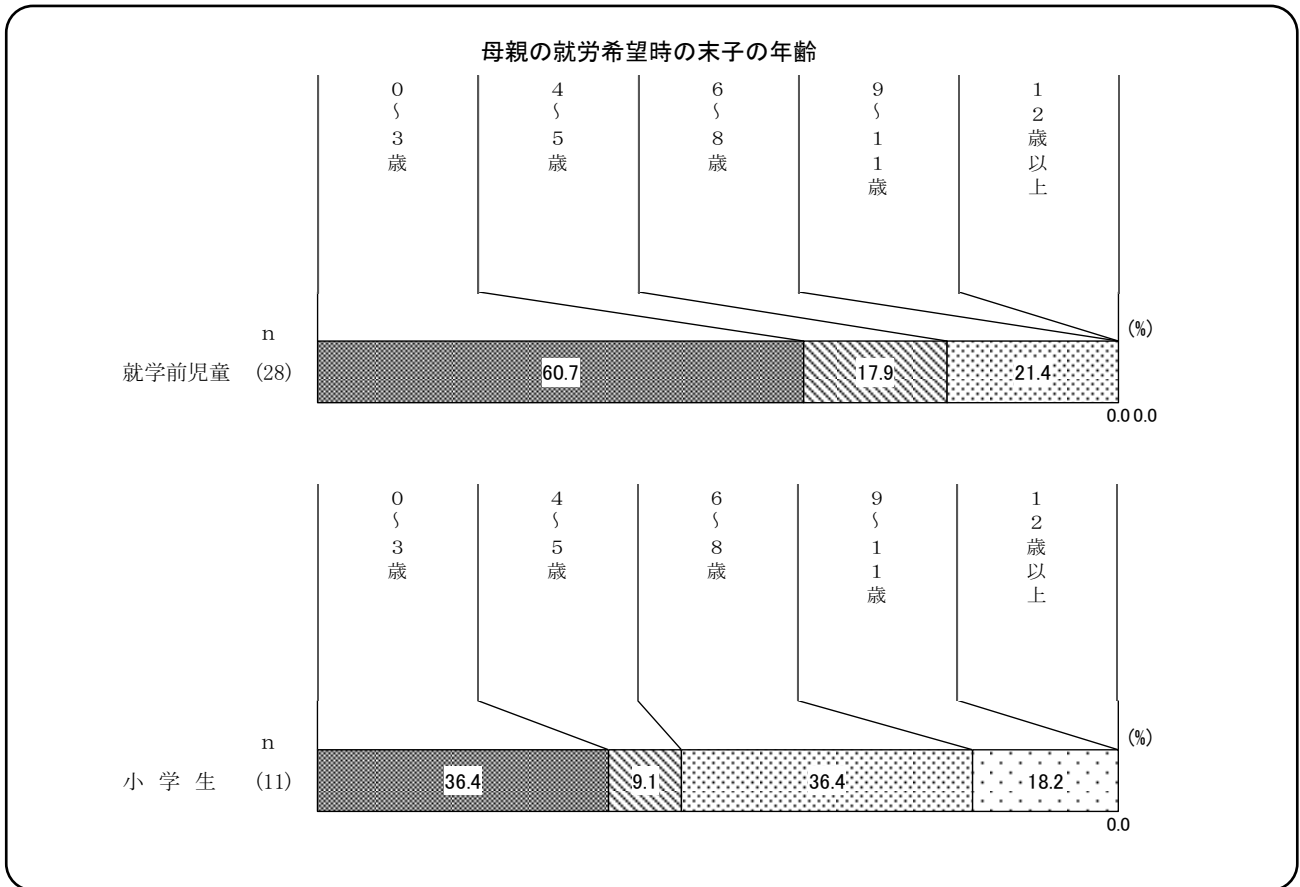 母親の就労希望時の末子の年齢
0～3歳
4～5歳
6～8歳
9～11歳
12歳以上
(%)
n
就学前児童 (28)
60.7
17.9
21.4
0.0 0.0
0～3歳
4～5歳
6～8歳
9～11歳
12歳以上
(%)
n
小学生 (11)
36.4
9.1
36.4
18.2
0.0